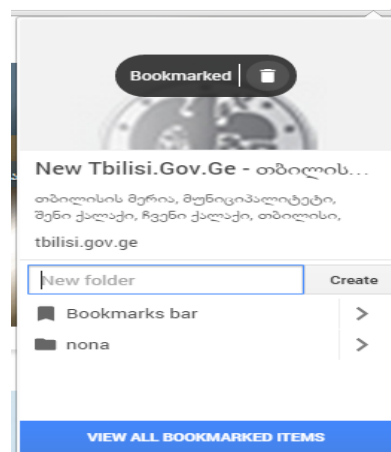 Bookmarked
New Tbilisi.Gov.Ge - თბილის...
თბილისის მერია, მუნიციპალიტეტი,
შენი ქალაქი, ჩვენი ქალაქი, თბილისი,
tbilisi.gov.ge
New folder Create
Bookmarks bar
nona
VIEW ALL BOOKMARKED ITEMS